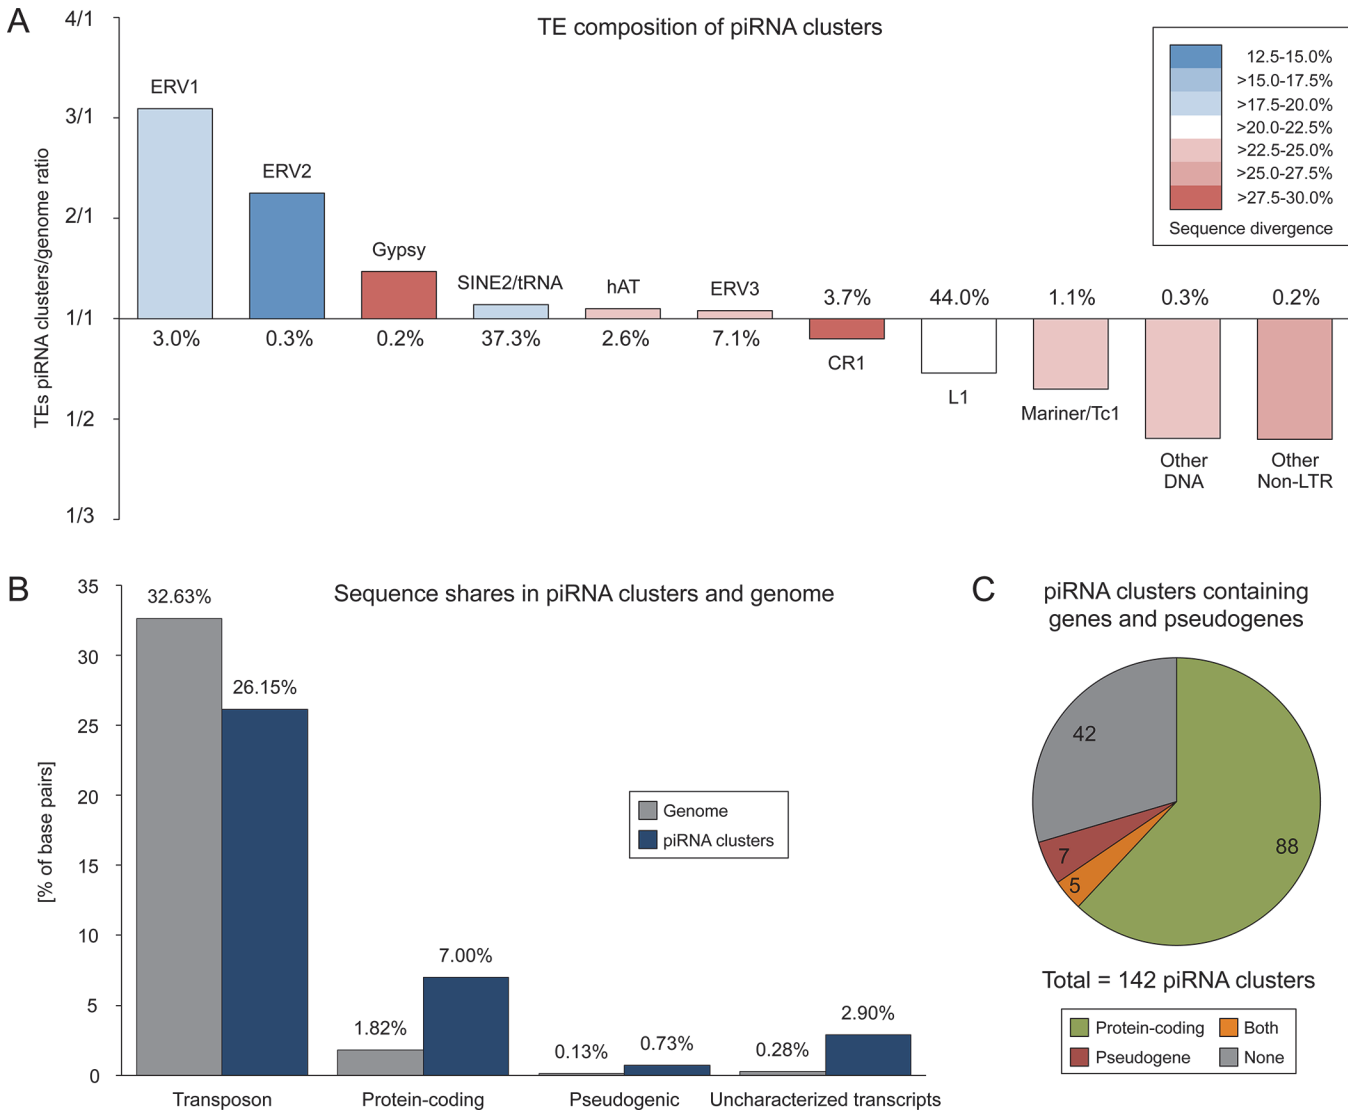 A
TE composition of piRNA clusters
TEs piRNA clusters/genome ratio
4/1
3/1
2/1
1/1
1/2
1/3
ERV1
ERV2
Gypsy
SINE2/tRNA
hAT
ERV3
3.7%
44.0%
1.1%
0.3%
0.2%
3.0%
0.3%
0.2%
37.3%
2.6%
7.1%
CR1
L1
Mariner/Tc1
Other
DNA
Other
Non-LTR
12.5-15.0%
>15.0-17.5%
>17.5-20.0%
>20.0-22.5%
>22.5-25.0%
>25.0-27.5%
>27.5-30.0%
Sequence divergence
B
Sequence shares in piRNA clusters and genome
[% of base pairs]
35
30
25
20
15
10
5
0
32.63%
26.15%
1.82%
7.00%
0.13%
0.73%
0.28%
2.90%
Genome
piRNA clusters
Transposon
Protein-coding
Pseudogenic
Uncharacterized transcripts
C
piRNA clusters containing
genes and pseudogenes
42
7
5
88
Total = 142 piRNA clusters
Protein-coding
Both
Pseudogene
None